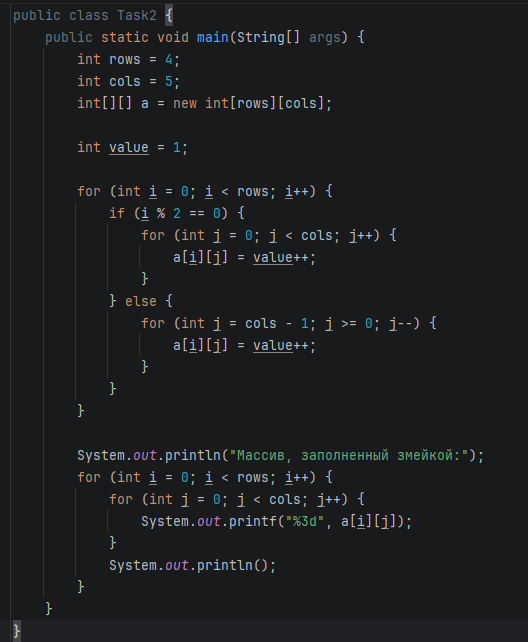 public class Task2 {
    public static void main(String[] args) {
        int rows = 4;
        int cols = 5;
        int[][] a = new int[rows][cols];

        int value = 1;

        for (int i = 0; i < rows; i++) {
            if (i % 2 == 0) {
                for (int j = 0; j < cols; j++) {
                    a[i][j] = value++;
                }
            } else {
                for (int j = cols - 1; j >= 0; j--) {
                    a[i][j] = value++;
                }
            }
        }

        System.out.println("Массив, заполненный змейкой:");
        for (int i = 0; i < rows; i++) {
            for (int j = 0; j < cols; j++) {
                System.out.printf("%3d", a[i][j]);
            }
            System.out.println();
        }
    }
}